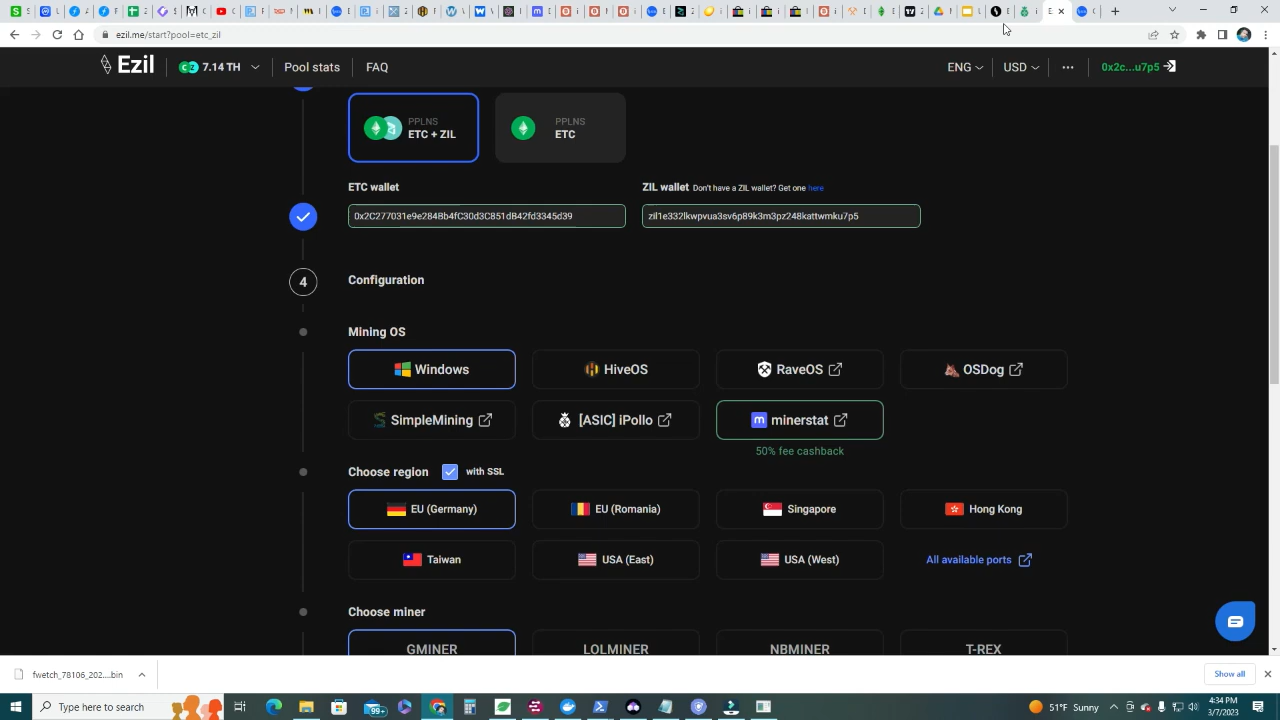 ezil.me/start?pool=etc_zil
Ezil
7.14 TH
Pool stats
FAQ
ENG
USD
0x2c...u7p5
PPLNS
ETC + ZIL
PPLNS
ETC
ETC wallet
ZIL wallet Don't have a ZIL wallet? Get one here
0x2C277031e9e284Bb4fC30d3C851dB42fd3345d39
zil1e332lkwpvua3sv6p89k3m3pz248kattwmku7p5
4
Configuration
Mining OS
Windows
HiveOS
RaveOS
OSDog
SimpleMining
[ASIC] iPollo
minerstat
50% fee cashback
Choose region
with SSL
EU (Germany)
EU (Romania)
Singapore
Hong Kong
Taiwan
USA (East)
USA (West)
All available ports
Choose miner
GMINER
LOLMINER
NBMINER
T-REX
fwetch_78106_202....bin
Show all
Type here to search
99+
51°F Sunny
4:34 PM
3/7/2023